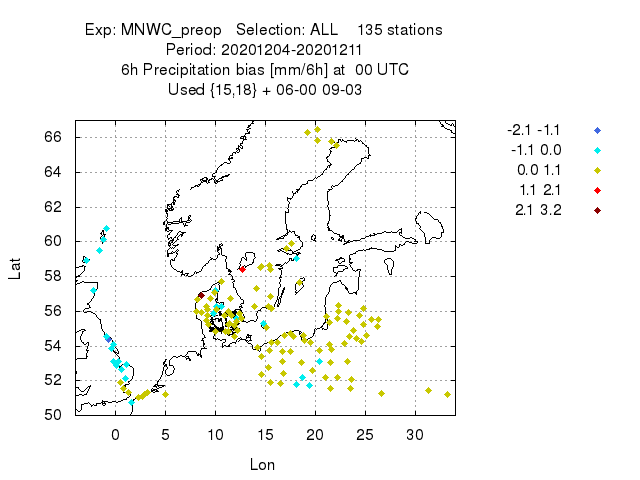 Exp: MNWC_preop   Selection: ALL    135 stations
Period: 20201204-20201211
6h Precipitation bias [mm/6h] at  00 UTC
Used {15,18} + 06-00 09-03
-2.1 -1.1
-1.1 0.0
0.0 1.1
1.1 2.1
2.1 3.2
66
64
62
60
58
56
54
52
50
Lat
0 5 10 15 20 25 30
Lon